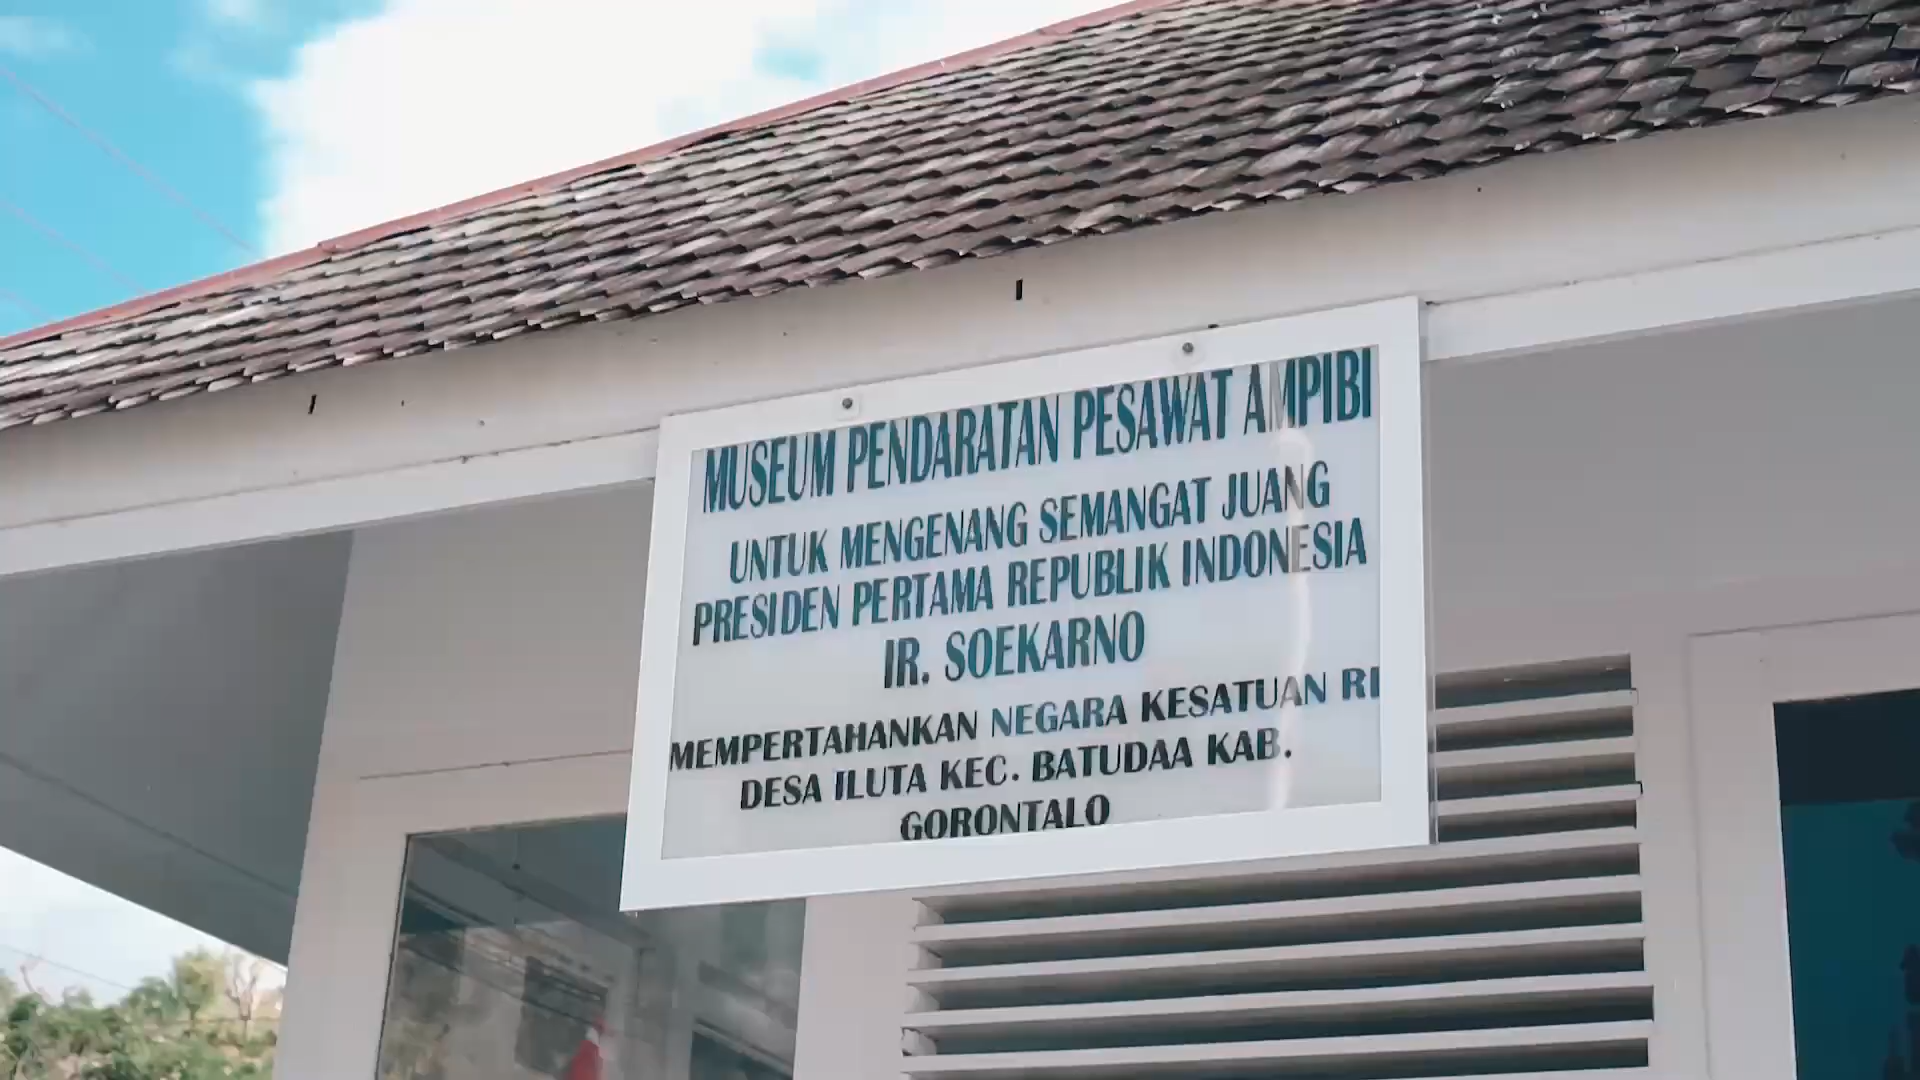 MUSEUM PENDARATAN PESAWAT AMPIBI
UNTUK MENGENANG SEMANGAT JUANG
PRESIDEN PERTAMA REPUBLIK INDONESIA
IR. SOEKARNO
MEMPERTAHANKAN NEGARA KESATUAN RI
DESA ILUTA KEC. BATUDAA KAB.
GORONTALO